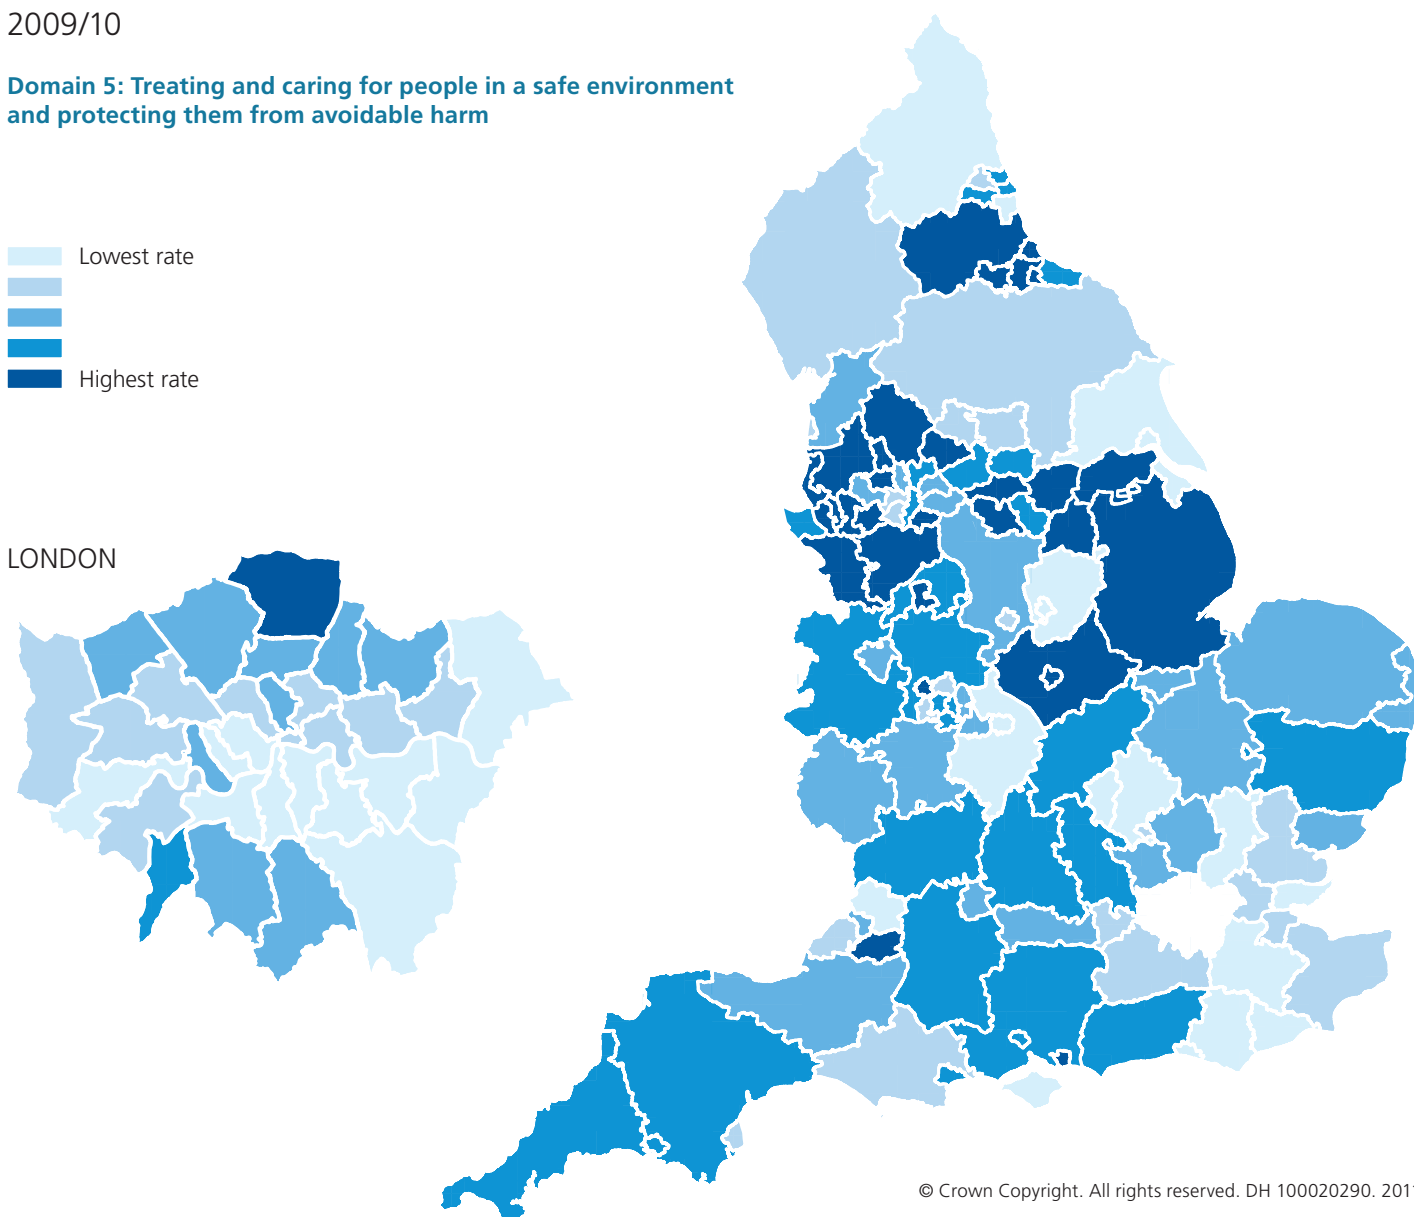 2009/10
Domain 5: Treating and caring for people in a safe environment
and protecting them from avoidable harm
Lowest rate
Highest rate
LONDON
© Crown Copyright. All rights reserved. DH 100020290. 2011